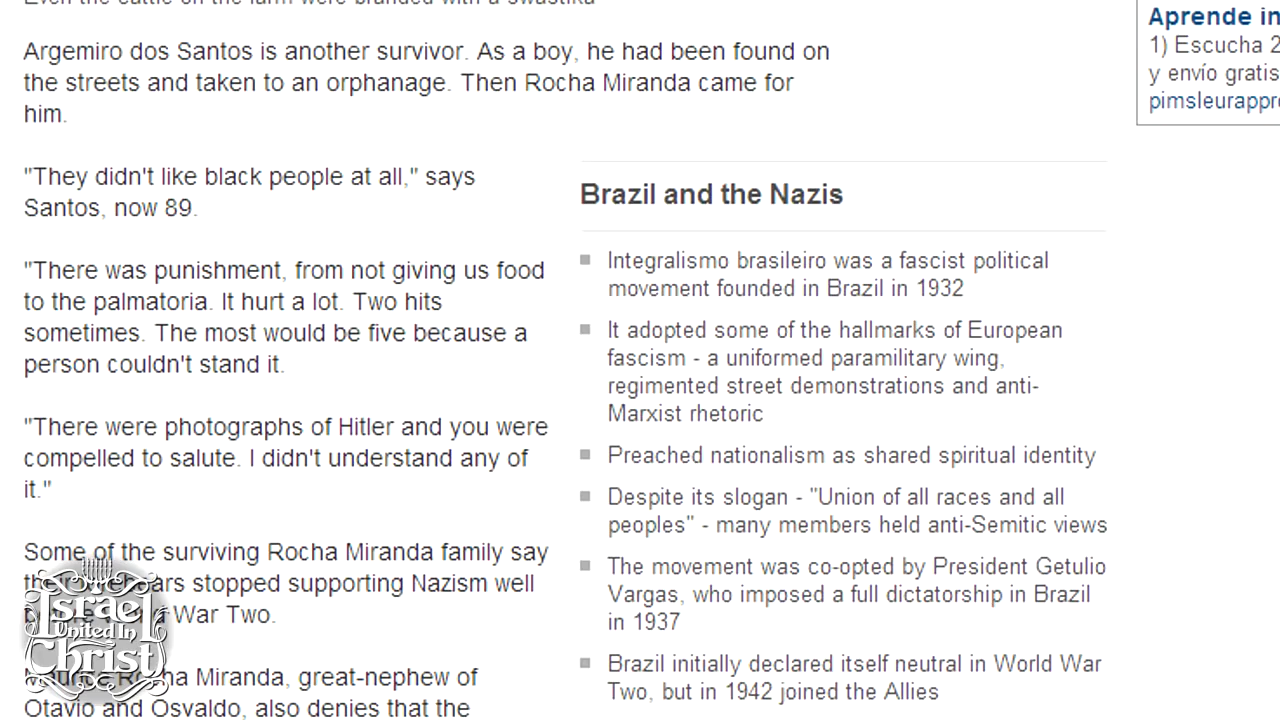 Even the cattle on the farm were branded with a swastika
Argemiro dos Santos is another survivor. As a boy, he had been found on
the streets and taken to an orphanage. Then Rocha Miranda came for
him.
"They didn't like black people at all," says
Santos, now 89.
"There was punishment, from not giving us food
to the palmatoria. It hurt a lot. Two hits
sometimes. The most would be five because a
person couldn't stand it.
"There were photographs of Hitler and you were
compelled to salute. I didn't understand any of
it."
Some of the surviving Rocha Miranda family say
stopped supporting Nazism well
War Two.
Miranda, great-nephew of
Otavio and Osvaldo, also denies that the
Brazil and the Nazis
Integralismo brasileiro was a fascist political
movement founded in Brazil in 1932
It adopted some of the hallmarks of European
fascism - a uniformed paramilitary wing,
regimented street demonstrations and anti-
Marxist rhetoric
Preached nationalism as shared spiritual identity
Despite its slogan - "Union of all races and all
peoples" - many members held anti-Semitic views
The movement was co-opted by President Getulio
Vargas, who imposed a full dictatorship in Brazil
in 1937
Brazil initially declared itself neutral in World War
Two, but in 1942 joined the Allies
Aprende in
1) Escucha 2
y envío gratis
pimsleurappr
Israel
United In
Christ